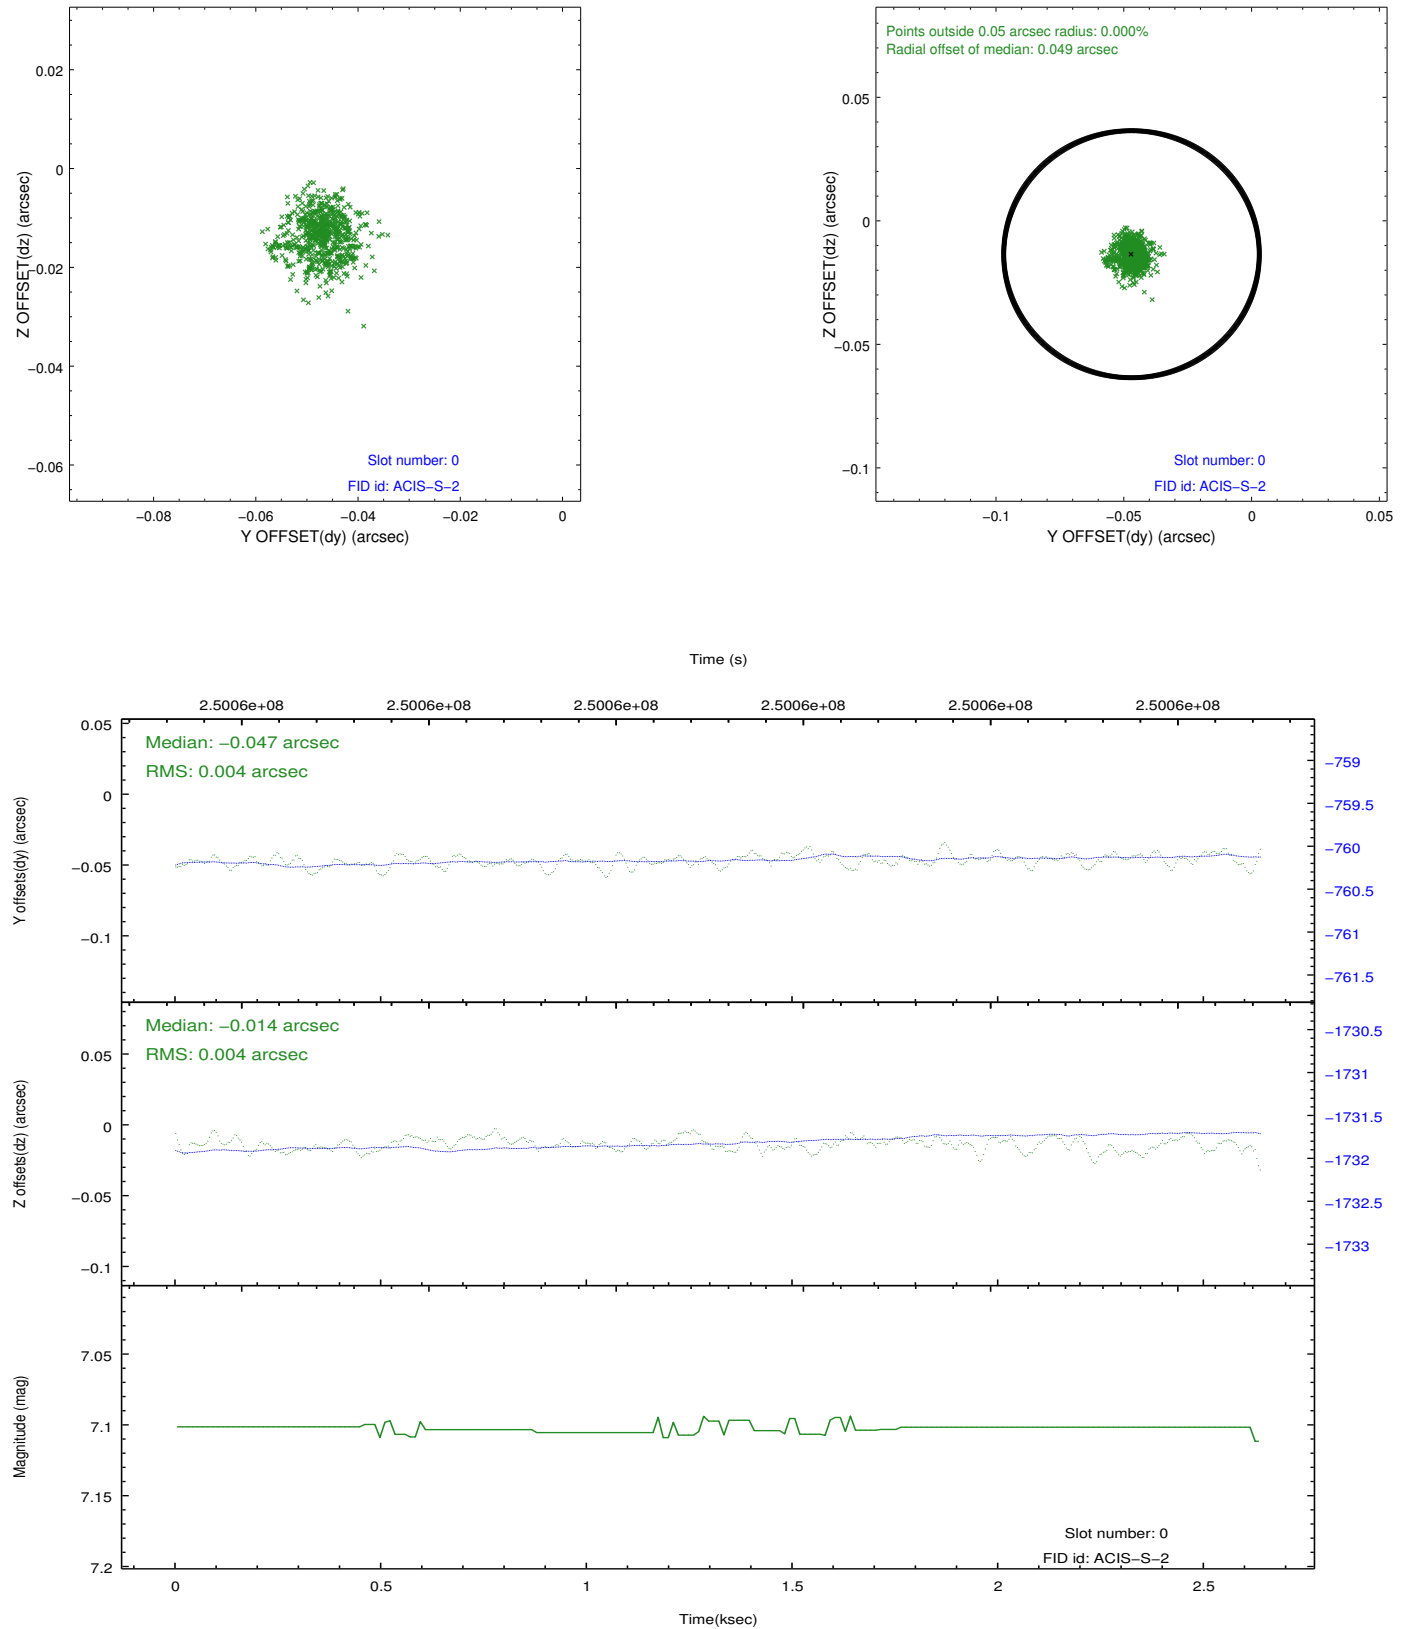 0.02
0
−0.02
−0.04
−0.06
Z OFFSET(dz) (arcsec)
Slot number: 0
FID id: ACIS−S−2
−0.08
−0.06
−0.04
−0.02
0
Y OFFSET(dy) (arcsec)
Points outside 0.05 arcsec radius: 0.000%
Radial offset of median: 0.049 arcsec
0.05
0
−0.05
−0.1
Z OFFSET(dz) (arcsec)
Slot number: 0
FID id: ACIS−S−2
−0.1
−0.05
0
0.05
Y OFFSET(dy) (arcsec)
Time (s)
2.5006e+08
2.5006e+08
2.5006e+08
2.5006e+08
2.5006e+08
2.5006e+08
Median: −0.047 arcsec
RMS: 0.004 arcsec
0.05
0
−0.05
−0.1
Y offsets(dy) (arcsec)
−759
−759.5
−760
−760.5
−761
−761.5
Median: −0.014 arcsec
RMS: 0.004 arcsec
0.05
0
−0.05
−0.1
Z offsets(dz) (arcsec)
−1730.5
−1731
−1731.5
−1732
−1732.5
−1733
7.05
7.1
7.15
7.2
Magnitude (mag)
Slot number: 0
FID id: ACIS−S−2
0
0.5
1
1.5
2
2.5
Time(ksec)